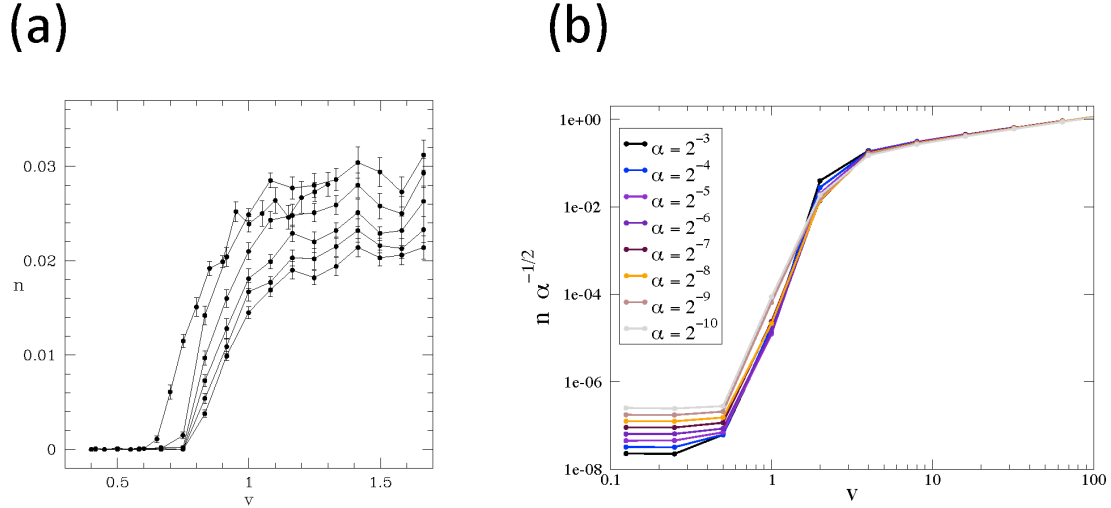 (a)
0.03
0.02
n
0.01
0
0.5
1
1.5
v
(b)
1e+00
1e-02
n α^-1/2
1e-04
1e-06
1e-08
α = 2^-3
α = 2^-4
α = 2^-5
α = 2^-6
α = 2^-7
α = 2^-8
α = 2^-9
α = 2^-10
0.1
1
10
100
v